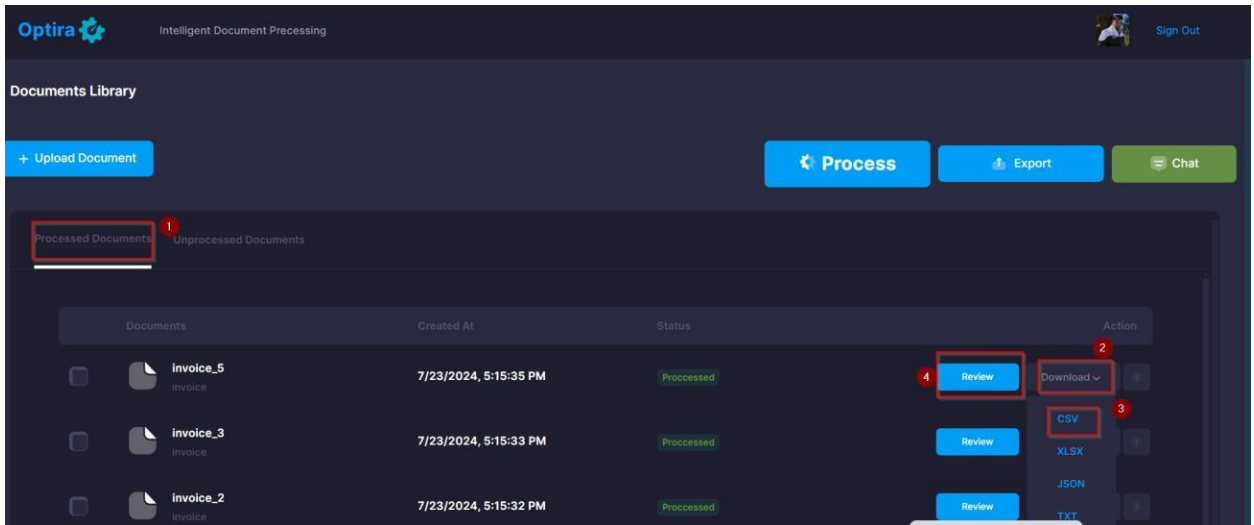 Optira
Intelligent Document Precessing
Sign Out
Documents Library
+ Upload Document
Process
Export
Chat
1
Processed Documents
Unprocessed Documents
Documents
Created At
Status
Action
2
invoice_5
invoice
7/23/2024, 5:15:35 PM
Proccessed
4
Review
Download
3
CSV
invoice_3
invoice
7/23/2024, 5:15:33 PM
Proccessed
Review
XLSX
JSON
invoice_2
invoice
7/23/2024, 5:15:32 PM
Proccessed
Review
TXT